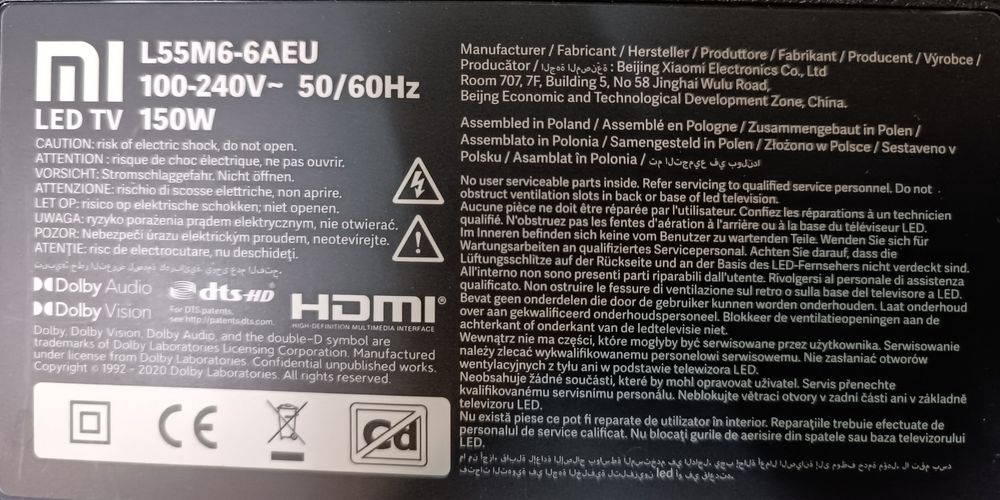 mi
L55M6-6AEU
100-240V~ 50/60Hz
LED TV 150W
CAUTION: risk of electric shock, do not open.
ATTENTION : risque de choc électrique, ne pas ouvrir.
VORSICHT: Stromschlaggefahr. Nicht öffnen.
ATTENZIONE: rischio di scosse elettriche, non aprire.
LET OP: risico op elektrische schokken; niet openen.
UWAGA: ryzyko porażenia prądem elektrycznym, nie otwierać.
POZOR: Nebezpečí úrazu elektrickým proudem, neotevírejte.
ATENȚIE: risc de electrocutare, nu deschideți.
Dolby Audio
Dolby Vision
dts-HD
For DTS patents,
see http://patents.dts.com.
HDMI®
HIGH-DEFINITION MULTIMEDIA INTERFACE
Dolby, Dolby Vision, Dolby Audio, and the double-D symbol are
trademarks of Dolby Laboratories Licensing Corporation. Manufactured
under license from Dolby Laboratories. Confidential unpublished works.
Copyright © 1992 - 2020 Dolby Laboratories. All rights reserved.
CE
Cd
Manufacturer / Fabricant / Hersteller / Produttore / Fabrikant / Producent / Výrobce /
Producător / الجهة المصنعة : Beijing Xiaomi Electronics Co., Ltd
Room 707, 7F, Building 5, No 58 Jinghai Wulu Road,
Beijng Economic and Technological Development Zone, China.
Assembled in Poland / Assemblé en Pologne / Zusammengebaut in Polen /
Assemblato in Polonia / Samengesteld in Polen / Złożono w Polsce / Sestaveno v
Polsku / Asamblat în Polonia / تم التجميع في بولندا
No user serviceable parts inside. Refer servicing to qualified service personnel. Do not
obstruct ventilation slots in back or base of led television.
Aucune pièce ne doit être réparée par l'utilisateur. Confiez les réparations à un technicien
qualifié. N'obstruez pas les fentes d'aération à l'arrière ou à la base du téléviseur LED.
Im Inneren befinden sich keine vom Benutzer zu wartenden Teile. Wenden Sie sich für
Wartungsarbeiten an qualifiziertes Servicepersonal. Achten Sie darauf, dass die
Lüftungsschlitze auf der Rückseite und an der Basis des LED-Fernsehers nicht verdeckt sind.
All'interno non sono presenti parti riparabili dall'utente. Rivolgersi al personale di assistenza
qualificato. Non ostruire le fessure di ventilazione sul retro o sulla base del televisore a LED.
Bevat geen onderdelen die door de gebruiker kunnen worden onderhouden. Laat onderhoud
over aan gekwalificeerd onderhoudspersoneel. Blokkeer de ventilatieopeningen aan de
achterkant of onderkant van de ledtelevisie niet.
Wewnątrz nie ma części, które mogłyby być serwisowane przez użytkownika. Serwisowanie
należy zlecać wykwalifikowanemu personelowi serwisowemu. Nie zasłaniać otworów
wentylacyjnych z tyłu ani w podstawie telewizora LED.
Neobsahuje žádné součásti, které by mohl opravovat uživatel. Servis přenechte
kvalifikovanému servisnímu personálu. Neblokujte větrací otvory v zadní části ani v základně
televizoru LED.
Nu există piese ce pot fi reparate de utilizator în interior. Reparațiile trebuie efectuate de
personalul de service calificat. Nu blocați gurile de aerisire din spatele sau baza televizorului
LED.
led